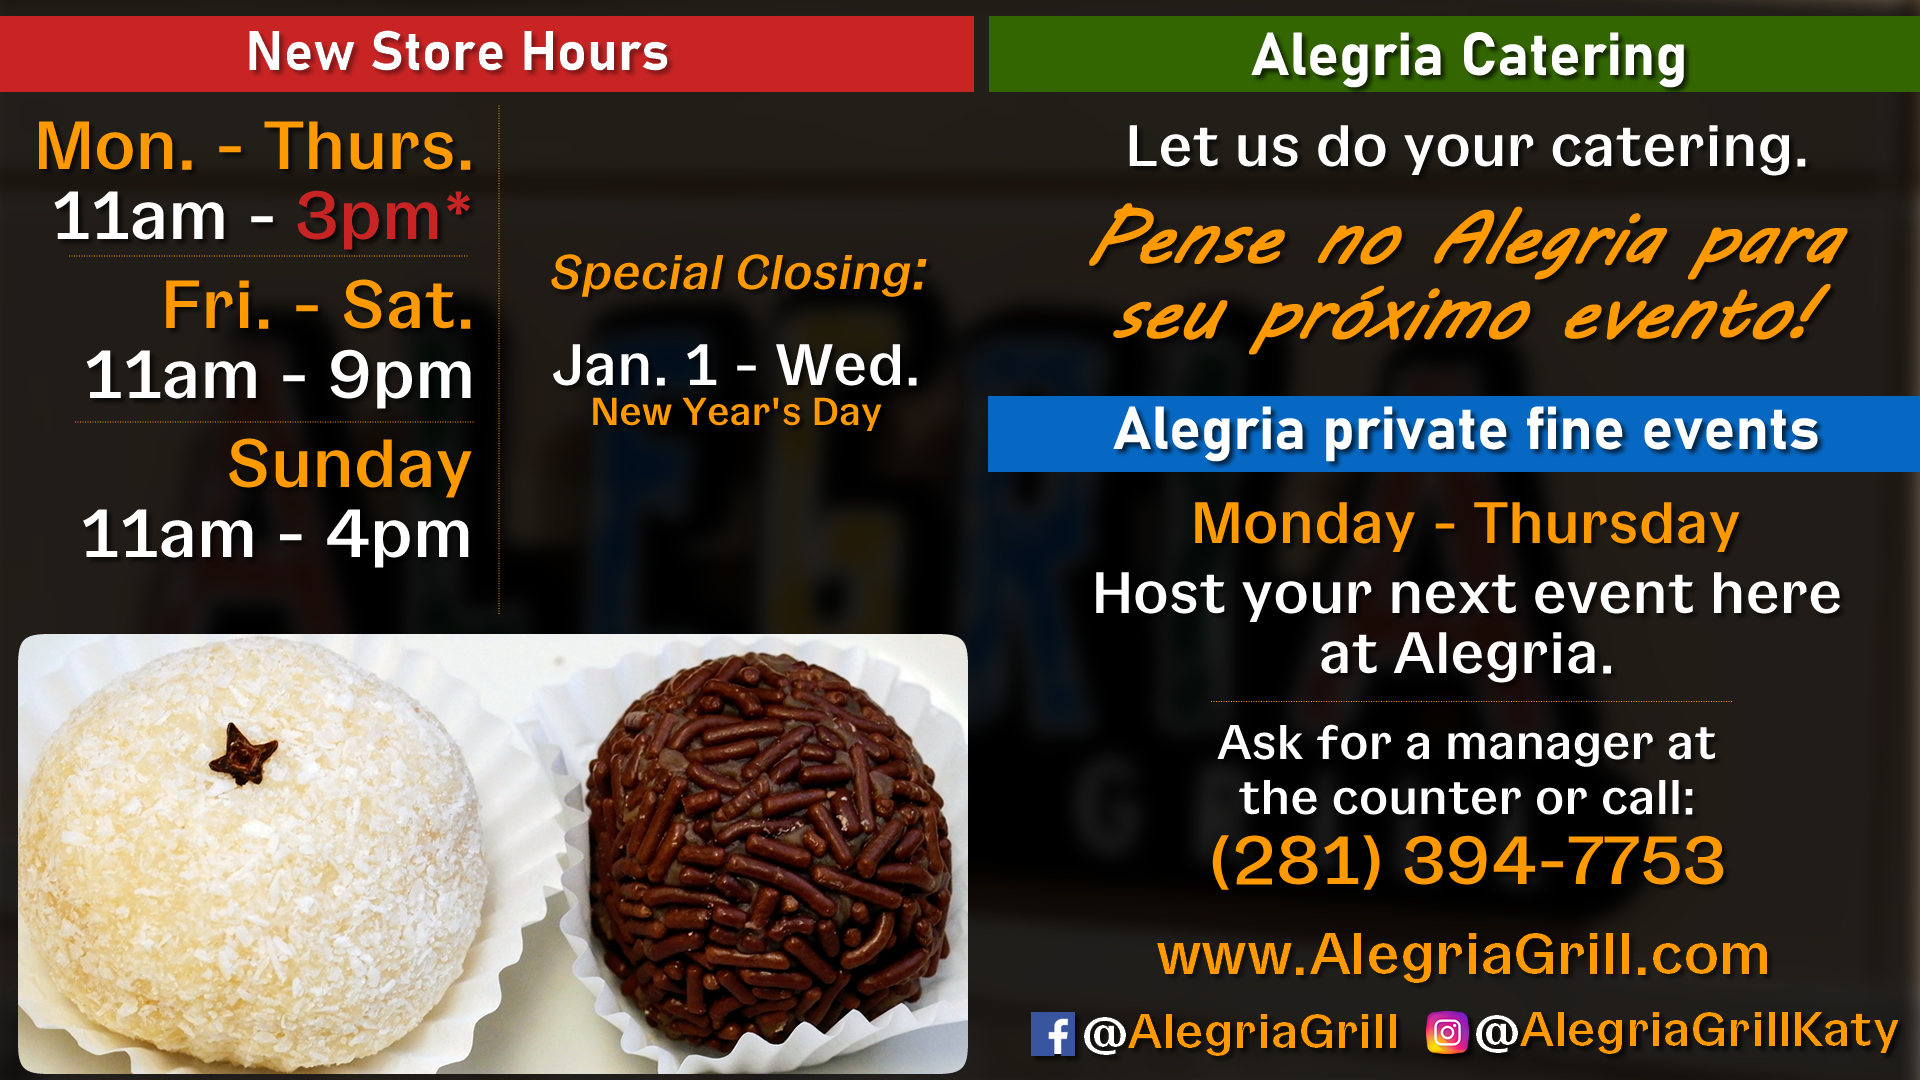 New Store Hours
Mon. - Thurs.
11am - 3pm*
Fri. - Sat.
11am - 9pm
Sunday
11am - 4pm
Special Closing:
Jan. 1 - Wed.
New Year's Day
Alegria Catering
Let us do your catering.
Pense no Alegria para
seu próximo evento!
Alegria private fine events
Monday - Thursday
Host your next event here
at Alegria.
Ask for a manager at
the counter or call:
(281) 394-7753
www.AlegriaGrill.com
@AlegriaGrill @AlegriaGrillKaty
ALEGRIA